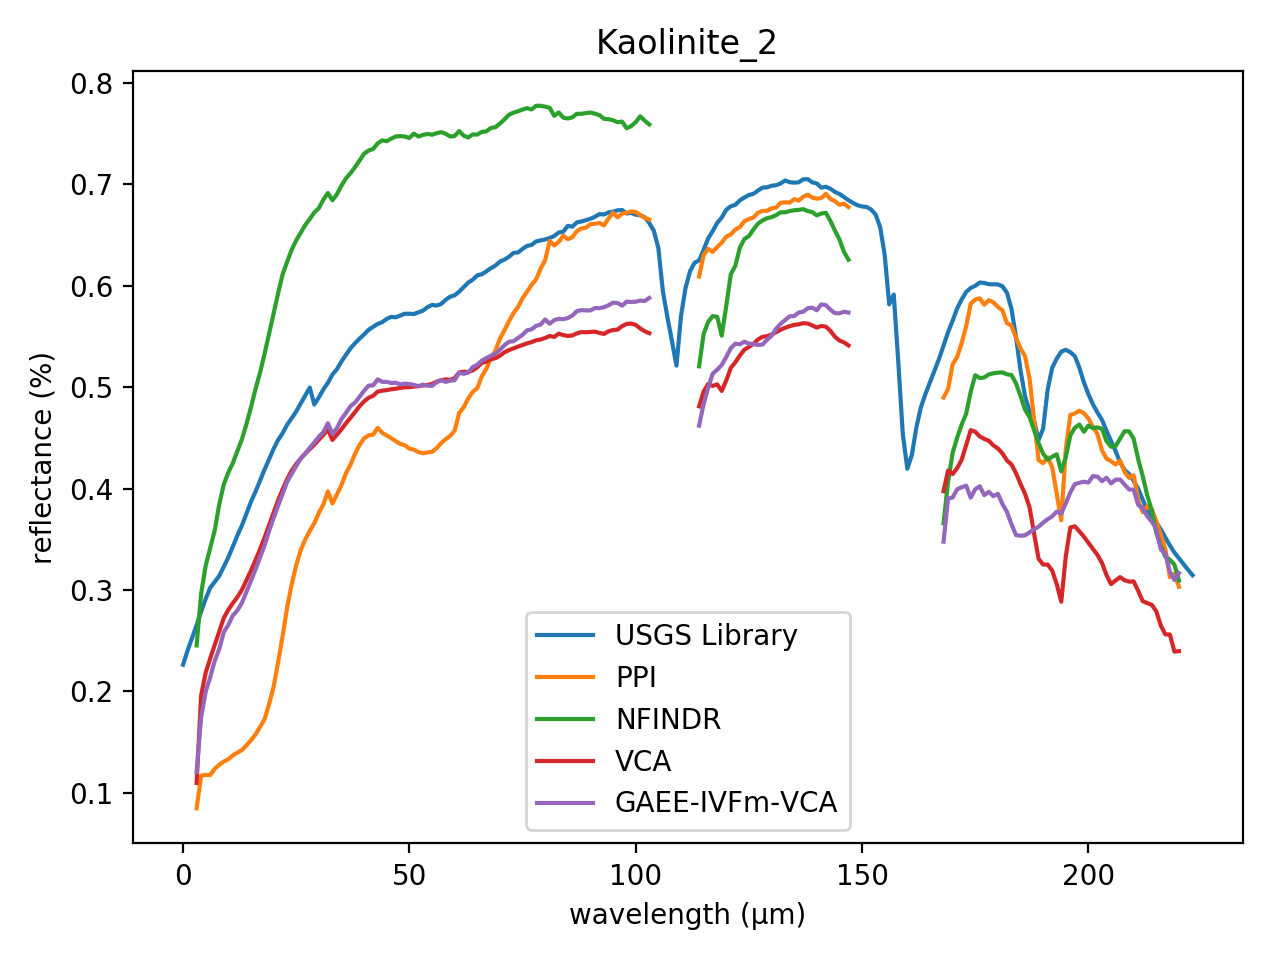 Kaolinite_2
0.8
0.7
0.6
0.5
0.4
0.3
0.2
0.1
reflectance (%)
USGS Library
PPI
NFINDR
VCA
GAEE-IVFm-VCA
0 50 100 150 200
wavelength (μm)